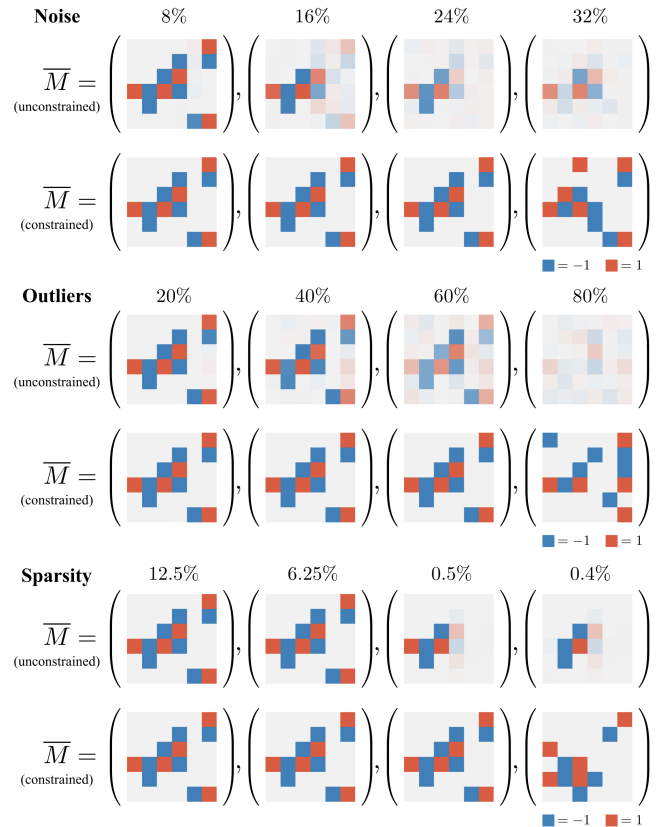 Noise 8% 16% 24% 32%
M̅ = ( ), ( ), ( ), ( )
(unconstrained)
M̅ = ( ), ( ), ( ), ( )
(constrained)
= −1 = 1
Outliers 20% 40% 60% 80%
M̅ = ( ), ( ), ( ), ( )
(unconstrained)
M̅ = ( ), ( ), ( ), ( )
(constrained)
= −1 = 1
Sparsity 12.5% 6.25% 0.5% 0.4%
M̅ = ( ), ( ), ( ), ( )
(unconstrained)
M̅ = ( ), ( ), ( ), ( )
(constrained)
= −1 = 1